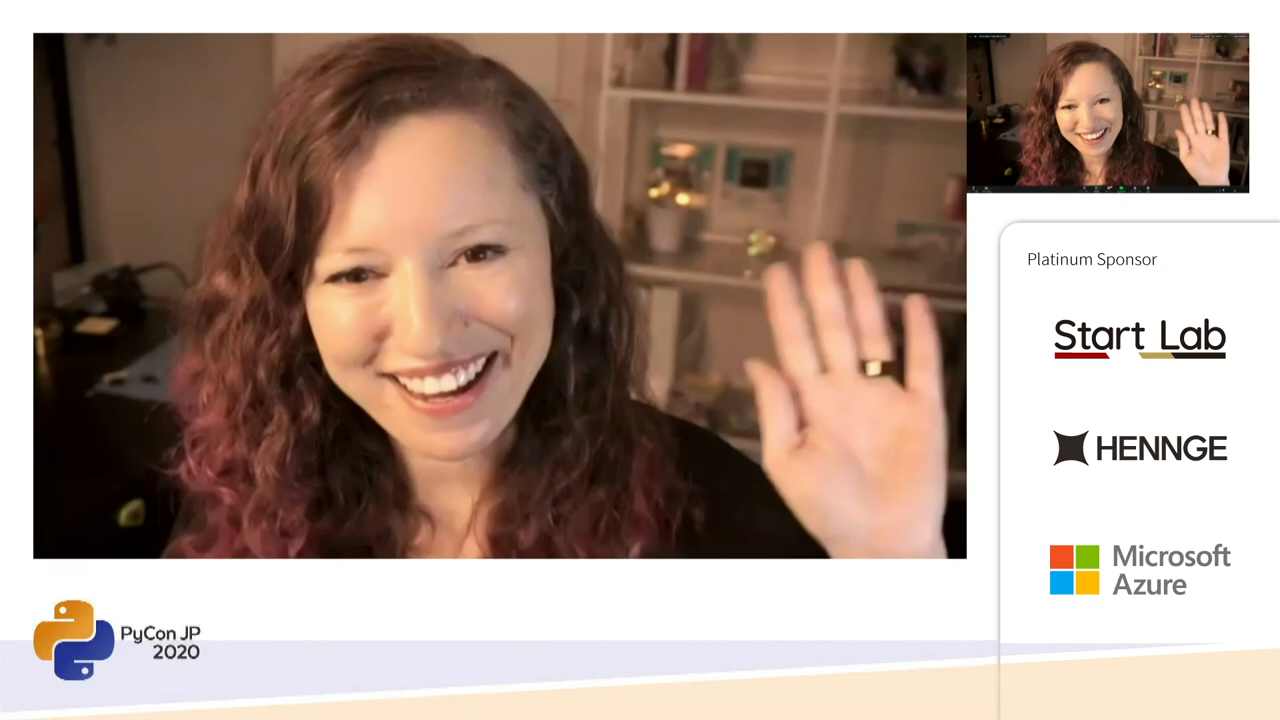 Platinum Sponsor
Start Lab
HENNGE
Microsoft
Azure
PyCon JP
2020